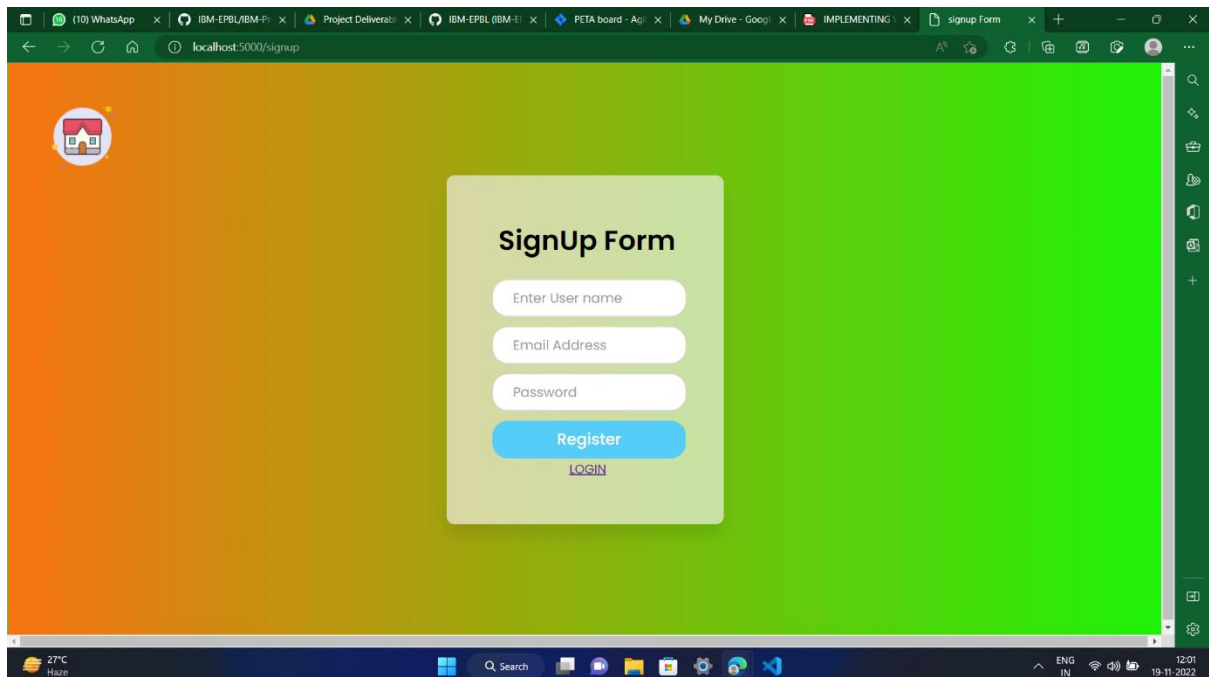 (10) WhatsApp
IBM-EPBL/IBM-Pr
Project Deliverabl
IBM-EPBL (IBM-E
PETA board - Agil
My Drive - Googl
IMPLEMENTING
signup Form
localhost:5000/signup
SignUp Form
Enter User name
Email Address
Password
Register
LOGIN
27°C
Haze
Search
ENG
IN
12:01
19-11-2022